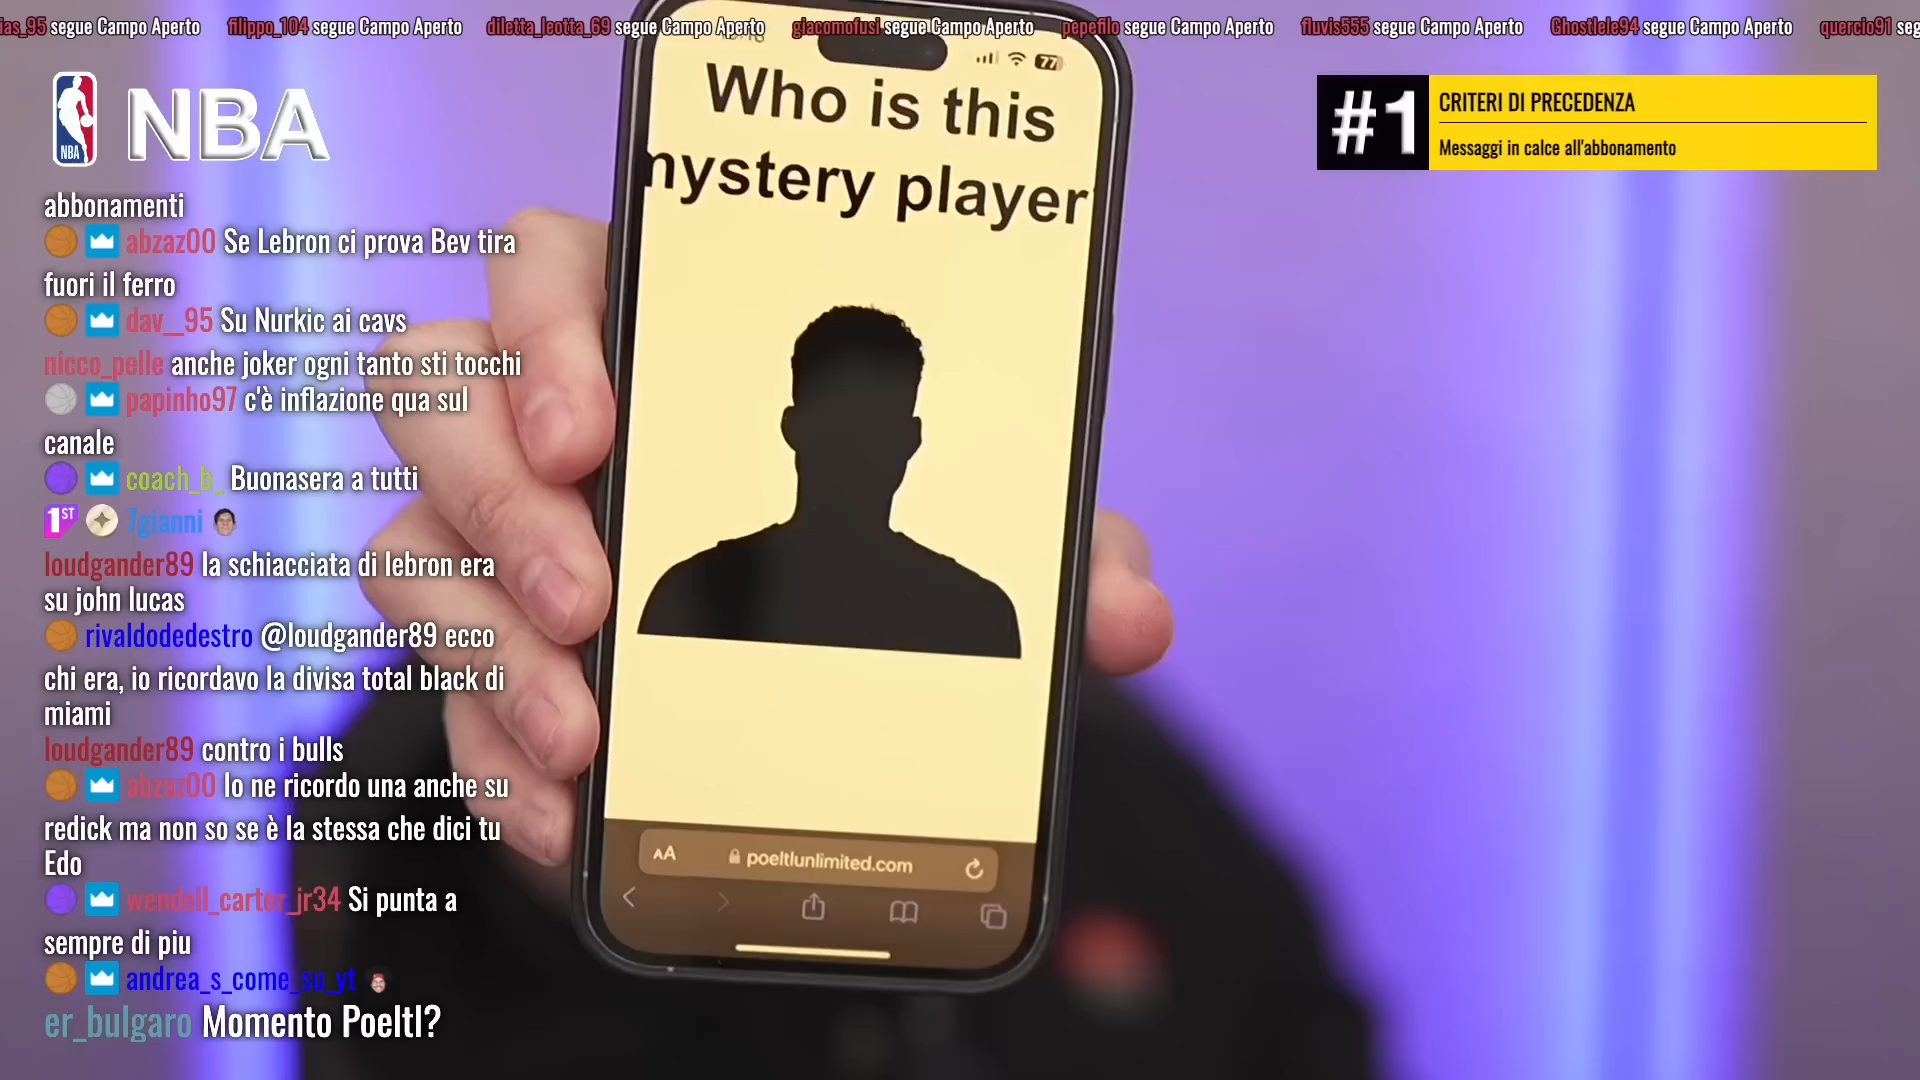 segue Campo Aperto filippo_104 segue Campo Aperto diletta_leotta_69 segue Campo Aperto giacomofusi segue Campo Aperto pepefilo segue Campo Aperto fluvis555 segue Campo Aperto Ghostlele94 segue Campo Aperto quercio91
NBA NBA
#1 CRITERI DI PRECEDENZA
Messaggi in calce all'abbonamento
Who is this
mystery player
77
abbonamenti
abzaz00 Se Lebron ci prova Bev tira
fuori il ferro
dav__95 Su Nurkic ai cavs
nicco_pelle anche joker ogni tanto sti tocchi
papinho97 c'è inflazione qua sul
canale
coach_b_ Buonasera a tutti
1ST 7gianni
loudgander89 la schiacciata di lebron era
su john lucas
rivaldodedestro @loudgander89 ecco
chi era, io ricordavo la divisa total black di
miami
loudgander89 contro i bulls
abzaz00 Io ne ricordo una anche su
redick ma non so se è la stessa che dici tu
Edo
wendell_carter_jr34 Si punta a
sempre di piu
andrea_s_come_su_yt
er_bulgaro Momento Poeltl?
AA poeltlunlimited.com